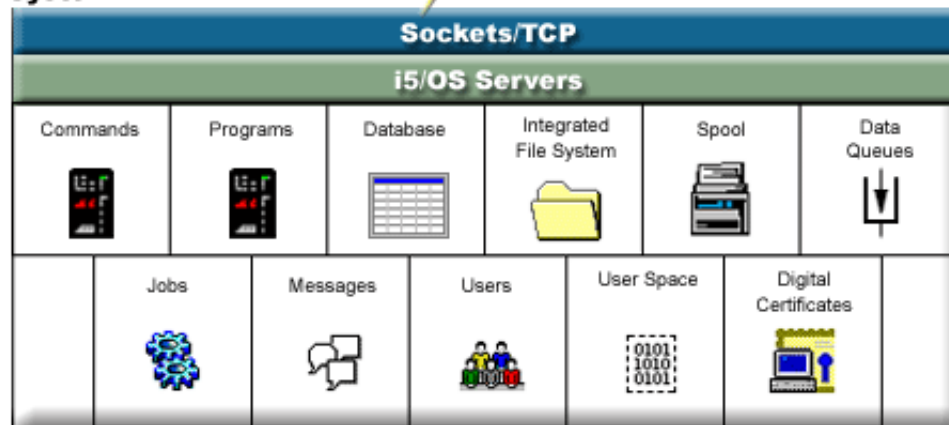 Sockets/TCP
i5/OS Servers
Commands
Programs
Database
Integrated
File System
Spool
Data
Queues
Jobs
Messages
Users
User Space
0101
1010
0101
Digital
Certificates